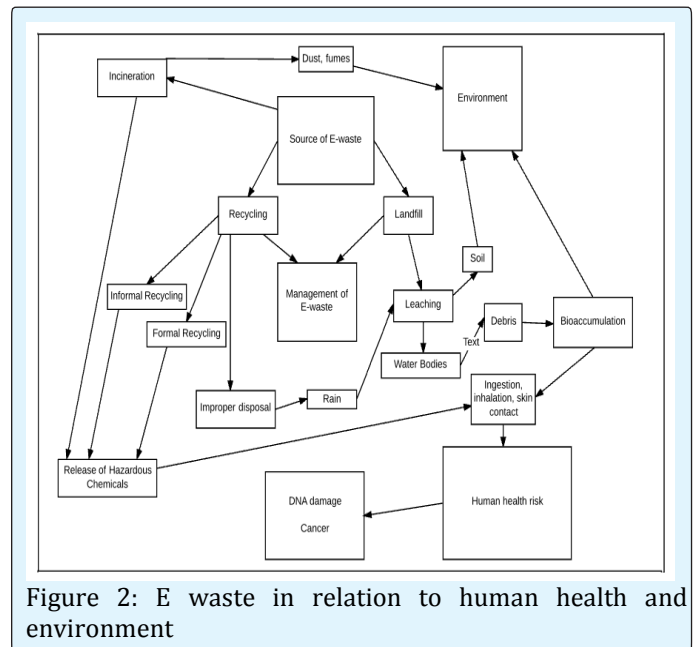 Dust, fumes
Incineration
Environment
Source of E-waste
Recycling
Landfill
Soil
Informal Recycling
Management of
E-waste
Leaching
Debris
Bioaccumulation
Formal Recycling
Text
Water Bodies
Improper disposal
Rain
Ingestion,
inhalation, skin
contact
Release of Hazardous
Chemicals
DNA damage
Cancer
Human health risk
Figure 2: E waste in relation to human health and
environment